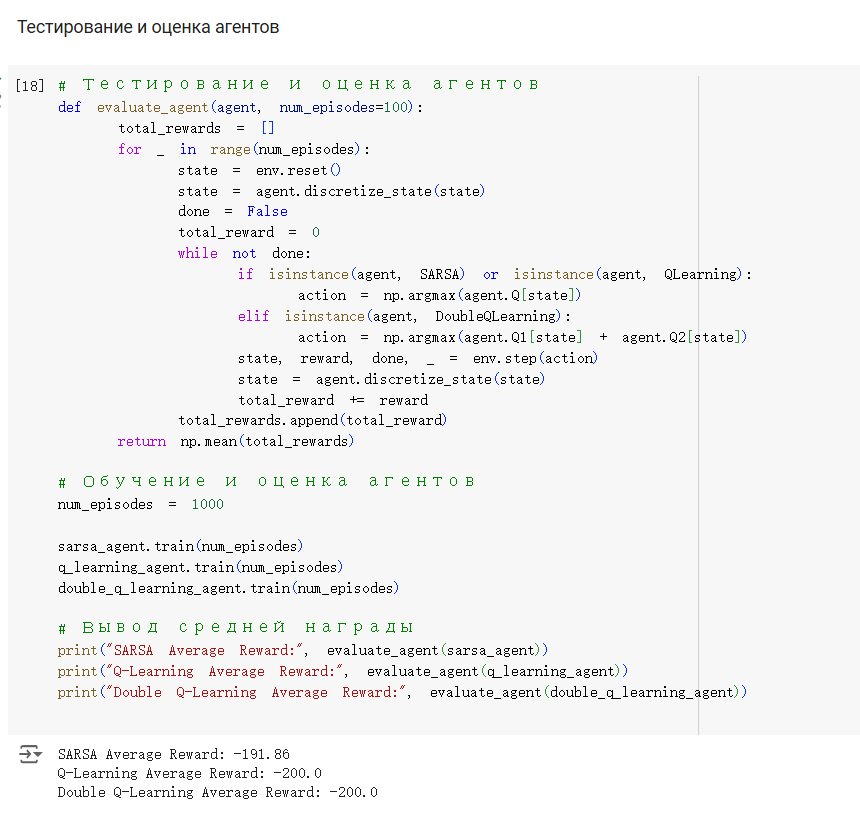 Тестирование и оценка агентов
[18] # Тестирование и оценка агентов
def evaluate_agent(agent, num_episodes=100):
total_rewards = []
for _ in range(num_episodes):
state = env.reset()
state = agent.discretize_state(state)
done = False
total_reward = 0
while not done:
if isinstance(agent, SARSA) or isinstance(agent, QLearning):
action = np.argmax(agent.Q[state])
elif isinstance(agent, DoubleQLearning):
action = np.argmax(agent.Q1[state] + agent.Q2[state])
state, reward, done, _ = env.step(action)
state = agent.discretize_state(state)
total_reward += reward
total_rewards.append(total_reward)
return np.mean(total_rewards)
# Обучение и оценка агентов
num_episodes = 1000
sarsa_agent.train(num_episodes)
q_learning_agent.train(num_episodes)
double_q_learning_agent.train(num_episodes)
# Вывод средней награды
print("SARSA Average Reward:", evaluate_agent(sarsa_agent))
print("Q-Learning Average Reward:", evaluate_agent(q_learning_agent))
print("Double Q-Learning Average Reward:", evaluate_agent(double_q_learning_agent))
SARSA Average Reward: -191.86
Q-Learning Average Reward: -200.0
Double Q-Learning Average Reward: -200.0